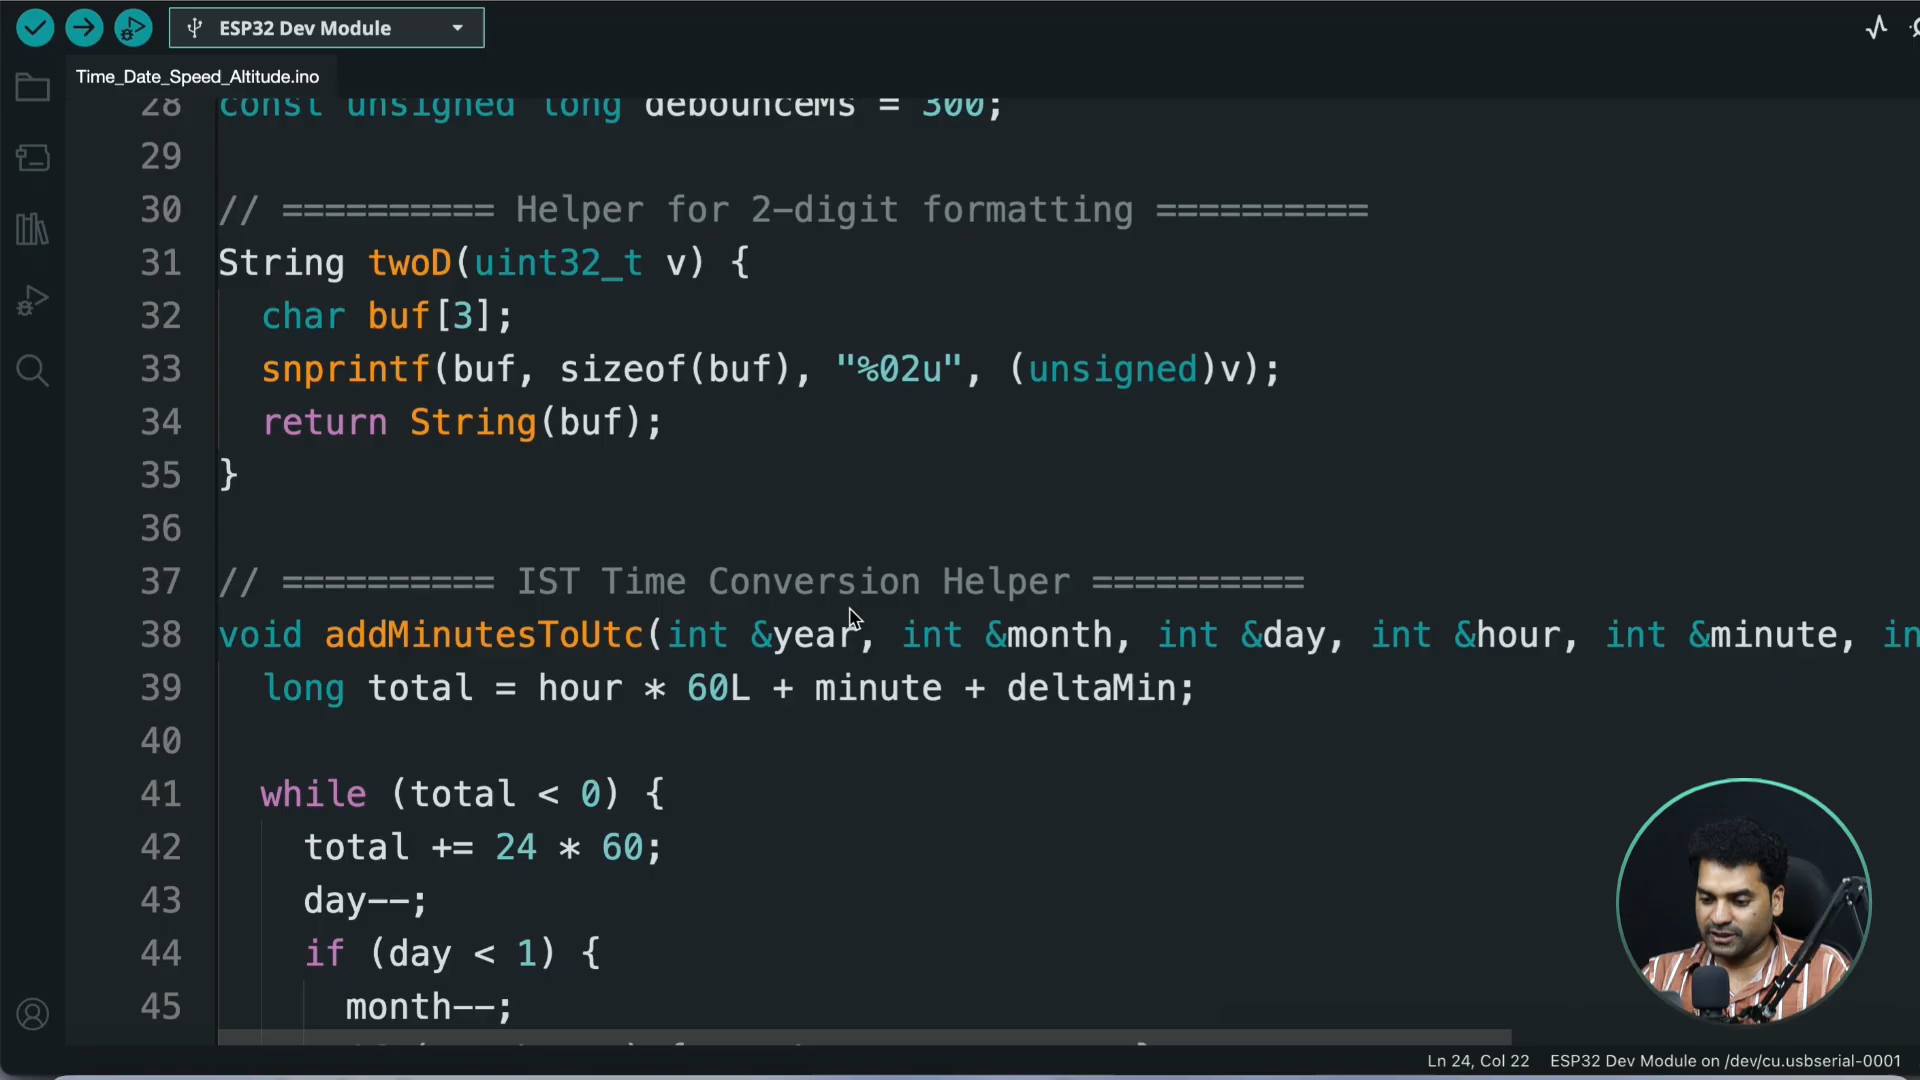 ESP32 Dev Module
Time_Date_Speed_Altitude.ino
28 const unsigned long debounceMs = 300;
29
30 // ========== Helper for 2-digit formatting ==========
31 String twoD(uint32_t v) {
32 char buf[3];
33 snprintf(buf, sizeof(buf), "%02u", (unsigned)v);
34 return String(buf);
35 }
36
37 // ========== IST Time Conversion Helper ==========
38 void addMinutesToUtc(int &year, int &month, int &day, int &hour, int &minute, in
39 long total = hour * 60L + minute + deltaMin;
40
41 while (total < 0) {
42 total += 24 * 60;
43 day--;
44 if (day < 1) {
45 month--;
Ln 24, Col 22 ESP32 Dev Module on /dev/cu.usbserial-0001